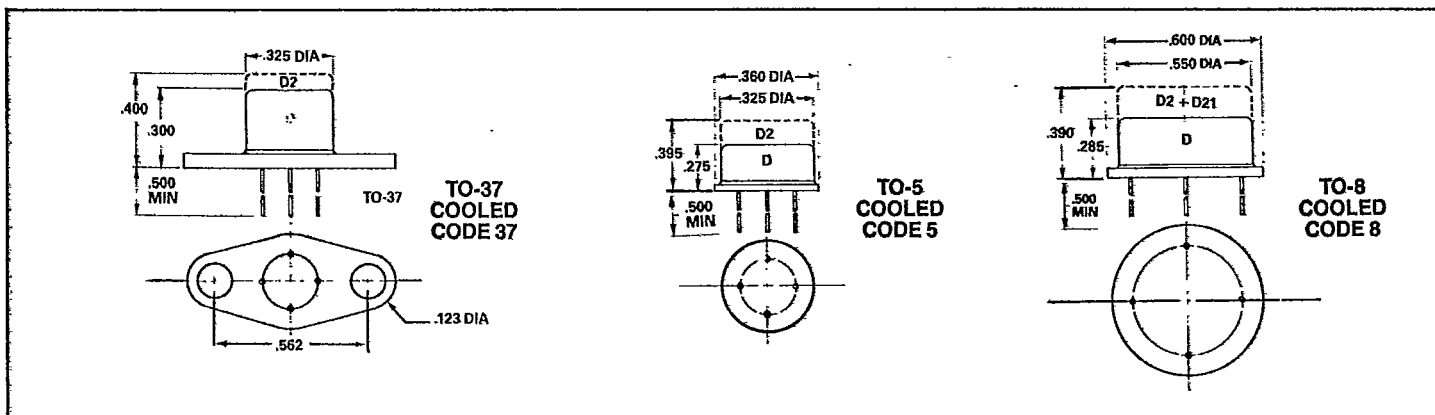 .325 DIA
D2
.400
.300
.500
MIN
TO-37
TO-37
COOLED
CODE 37
.123 DIA
.562
.360 DIA
.325 DIA
D2
D
.395
.275
.500
MIN
TO-5
COOLED
CODE 5
.600 DIA
.550 DIA
D2 + D21
D
.390
.285
.500
MIN
TO-8
COOLED
CODE 8